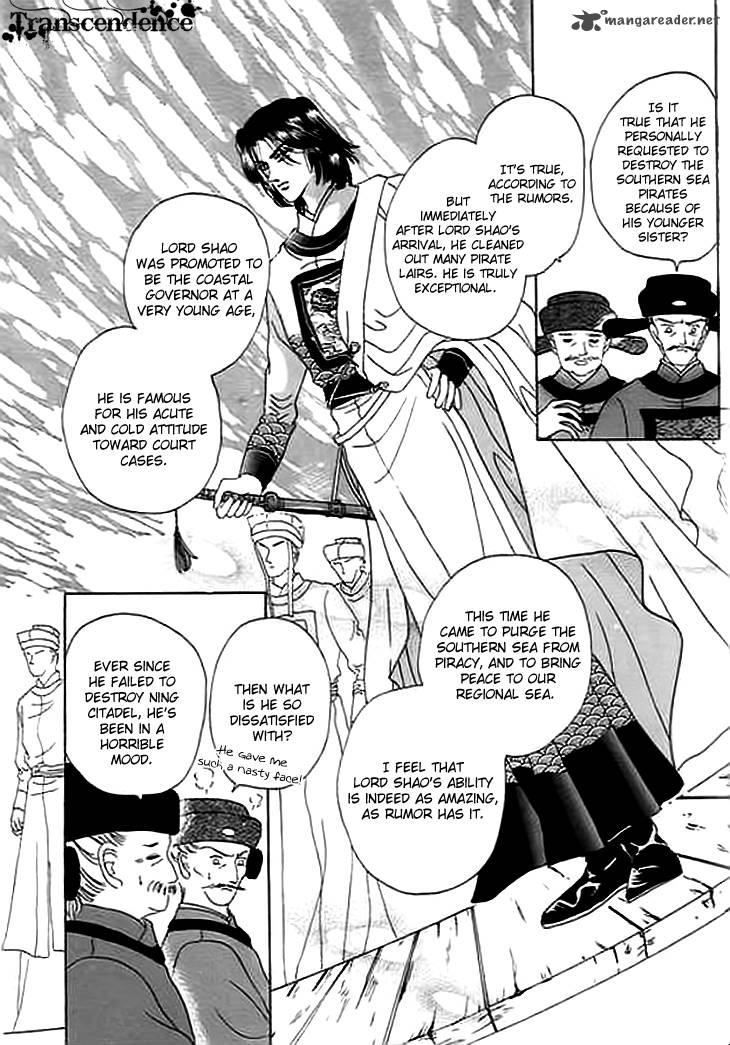 Transcendence
mangareader.net
IS IT
TRUE THAT HE
PERSONALLY
REQUESTED TO
DESTROY THE
SOUTHERN SEA
PIRATES
BECAUSE OF
HIS YOUNGER
SISTER?
IT'S TRUE,
ACCORDING TO
THE RUMORS.
BUT
IMMEDIATELY
AFTER LORD SHAO'S
ARRIVAL, HE CLEANED
OUT MANY PIRATE
LAIRS. HE IS TRULY
EXCEPTIONAL.
LORD SHAO
WAS PROMOTED TO
BE THE COASTAL
GOVERNOR AT A
VERY YOUNG AGE,
HE IS FAMOUS
FOR HIS ACUTE
AND COLD ATTITUDE
TOWARD COURT
CASES.
THIS TIME HE
CAME TO PURGE THE
SOUTHERN SEA FROM
PIRACY, AND TO BRING
PEACE TO OUR
REGIONAL SEA.
I FEEL THAT
LORD SHAO'S ABILITY
IS INDEED AS AMAZING,
AS RUMOR HAS IT.
THEN WHAT
IS HE SO
DISSATISFIED
WITH?
He gave me
such a nasty face!
EVER SINCE
HE FAILED TO
DESTROY NING
CITADEL, HE'S
BEEN IN A
HORRIBLE
MOOD.